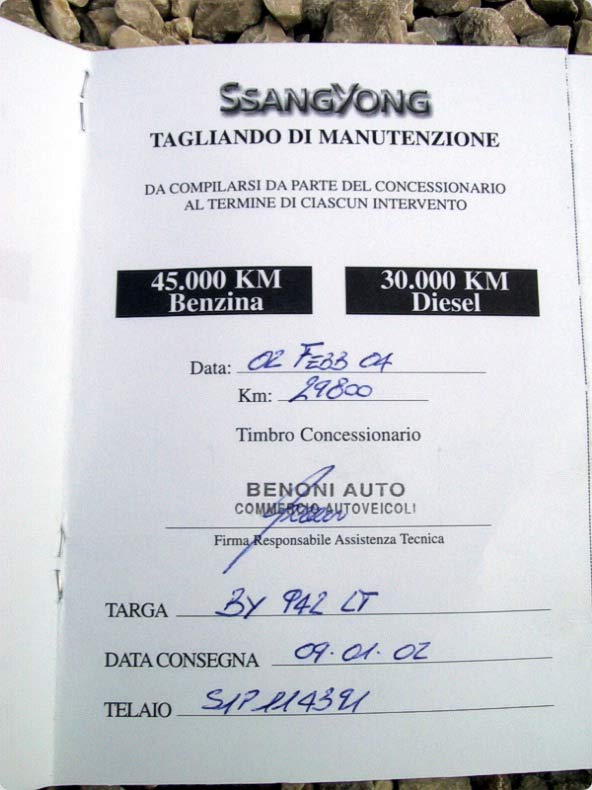 SSANGYONG
TAGLIANDO DI MANUTENZIONE
DA COMPILARSI DA PARTE DEL CONCESSIONARIO
AL TERMINE DI CIASCUN INTERVENTO
45.000 KM
Benzina
30.000 KM
Diesel
Data: 02 FEBB 04
Km: 29800
Timbro Concessionario
BENONI AUTO
COMMERCIO AUTOVEICOLI
Firma Responsabile Assistenza Tecnica
TARGA BY 942 LT
DATA CONSEGNA 09.01.02
TELAIO S1P114391